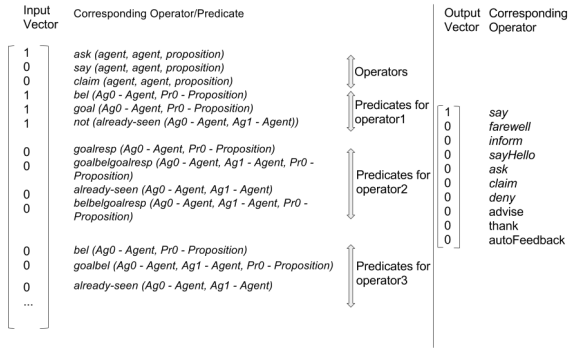 Input Vector Corresponding Operator/Predicate
1 ask (agent, agent, proposition)
0 say (agent, agent, proposition)
0 claim (agent, agent, proposition)
Operators
1 bel (Ag0 - Agent, Pr0 - Proposition)
1 goal (Ag0 - Agent, Pr0 - Proposition)
1 not (already-seen (Ag0 - Agent, Ag1 - Agent))
Predicates for
operator1
0 goalresp (Ag0 - Agent, Pr0 - Proposition)
0 goalbelgoalresp (Ag0 - Agent, Ag1 - Agent, Pr0 -
Proposition)
0 already-seen (Ag0 - Agent, Ag1 - Agent)
0 belbelgoalresp (Ag0 - Agent, Ag1 - Agent, Pr0 -
Proposition)
Predicates for
operator2
0 bel (Ag0 - Agent, Pr0 - Proposition)
0 goalbel (Ag0 - Agent, Ag1 - Agent, Pr0 - Proposition)
0 already-seen (Ag0 - Agent, Ag1 - Agent)
...
Predicates for
operator3
Output Corresponding
Vector Operator
1 say
0 farewell
0 inform
0 sayHello
0 ask
0 claim
0 deny
0 advise
0 thank
0 autoFeedback